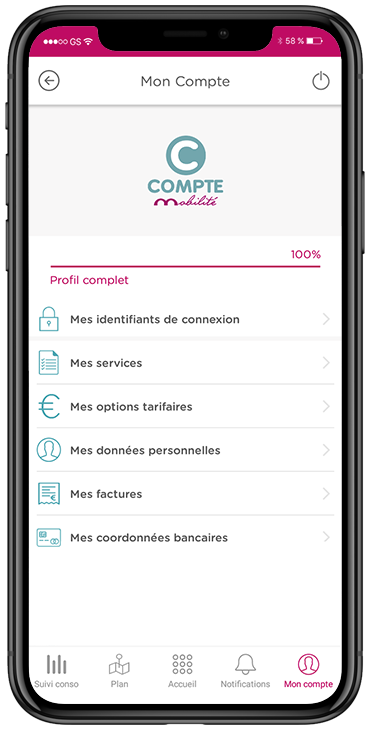 GS 58 %
Mon Compte
C
COMPTE
mobilité
100%
Profil complet
Mes identifiants de connexion
Mes services
€ Mes options tarifaires
Mes données personnelles
€ Mes factures
Mes coordonnées bancaires
Suivi conso Plan Accueil Notifications Mon compte